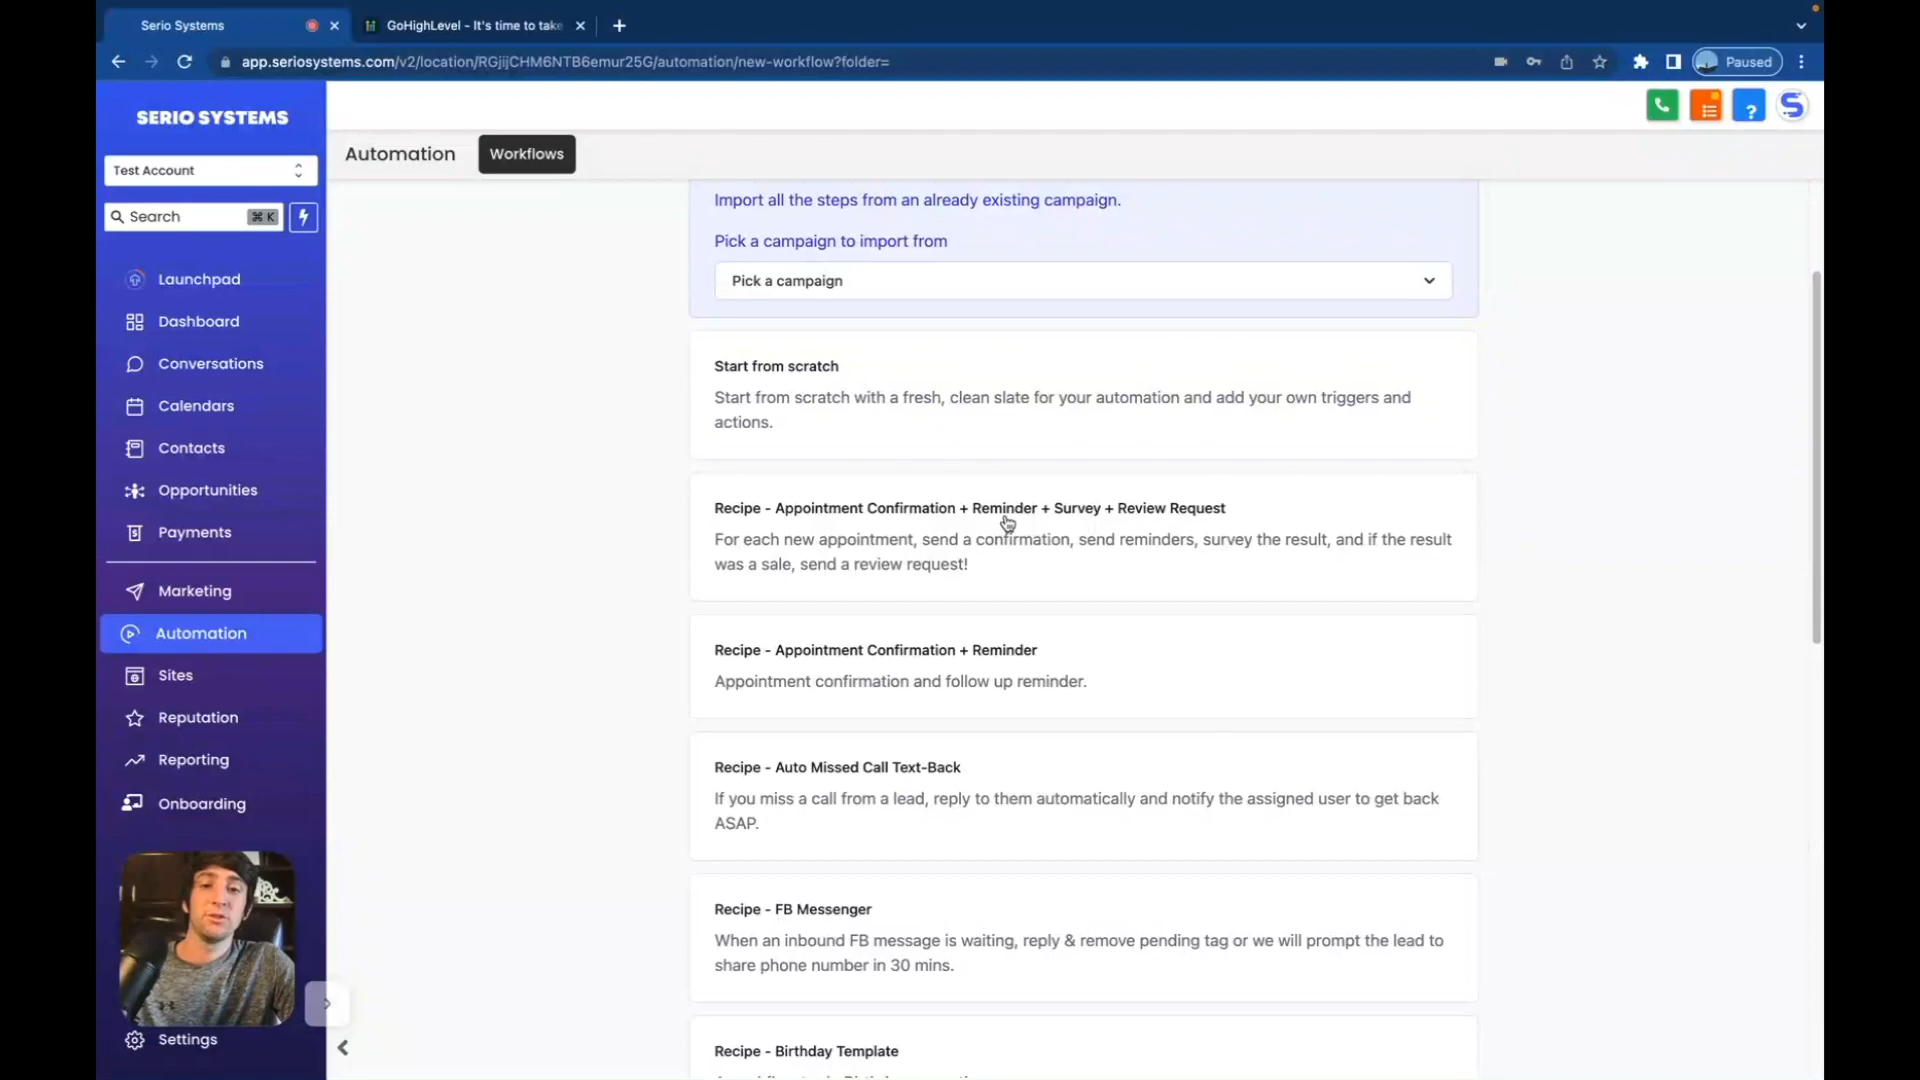 Serio Systems
GoHighLevel - It's time to take
app.seriosystems.com/v2/location/RGjijCHM6NTB6emur25G/automation/new-workflow?folder=
Paused
SERIO SYSTEMS
Test Account
Search
⌘ K
Launchpad
Dashboard
Conversations
Calendars
Contacts
Opportunities
Payments
Marketing
Automation
Sites
Reputation
Reporting
Onboarding
Settings
Automation
Workflows
Import all the steps from an already existing campaign.
Pick a campaign to import from
Pick a campaign
Start from scratch
Start from scratch with a fresh, clean slate for your automation and add your own triggers and
actions.
Recipe - Appointment Confirmation + Reminder + Survey + Review Request
For each new appointment, send a confirmation, send reminders, survey the result, and if the result
was a sale, send a review request!
Recipe - Appointment Confirmation + Reminder
Appointment confirmation and follow up reminder.
Recipe - Auto Missed Call Text-Back
If you miss a call from a lead, reply to them automatically and notify the assigned user to get back
ASAP.
Recipe - FB Messenger
When an inbound FB message is waiting, reply & remove pending tag or we will prompt the lead to
share phone number in 30 mins.
Recipe - Birthday Template